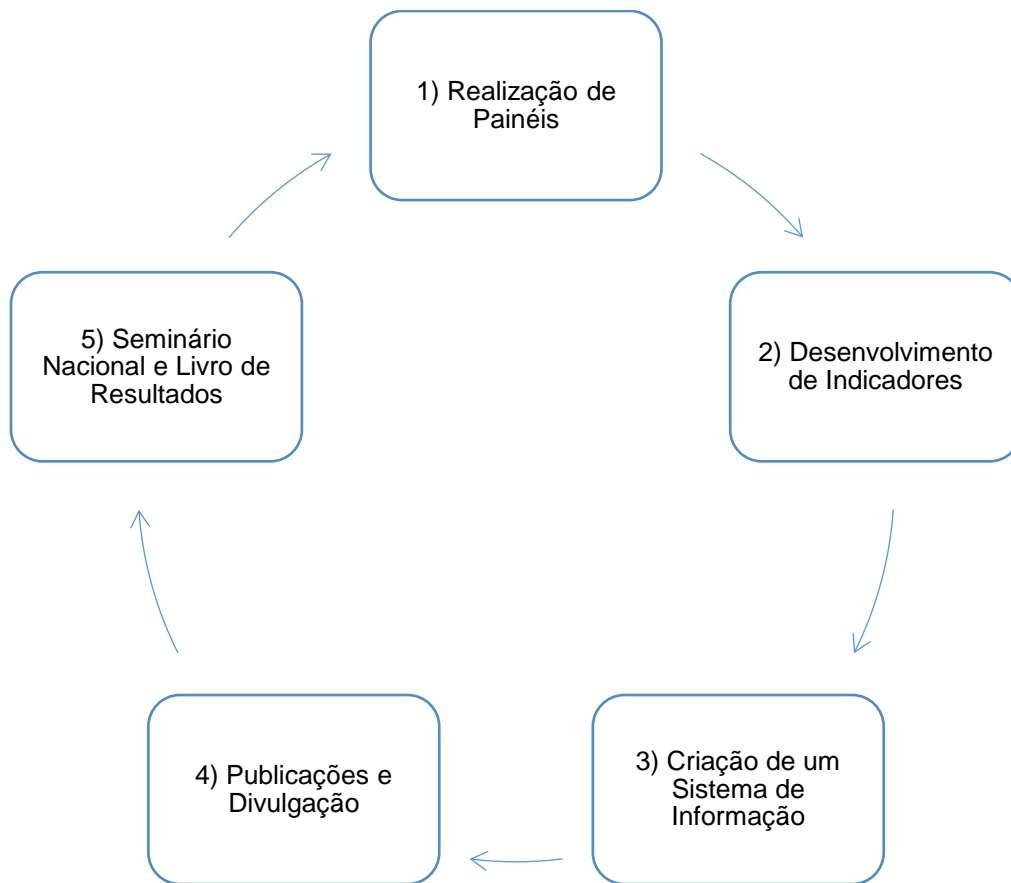 1) Realização de
Painéis
2) Desenvolvimento
de Indicadores
3) Criação de um
Sistema de
Informação
4) Publicações e
Divulgação
5) Seminário
Nacional e Livro de
Resultados